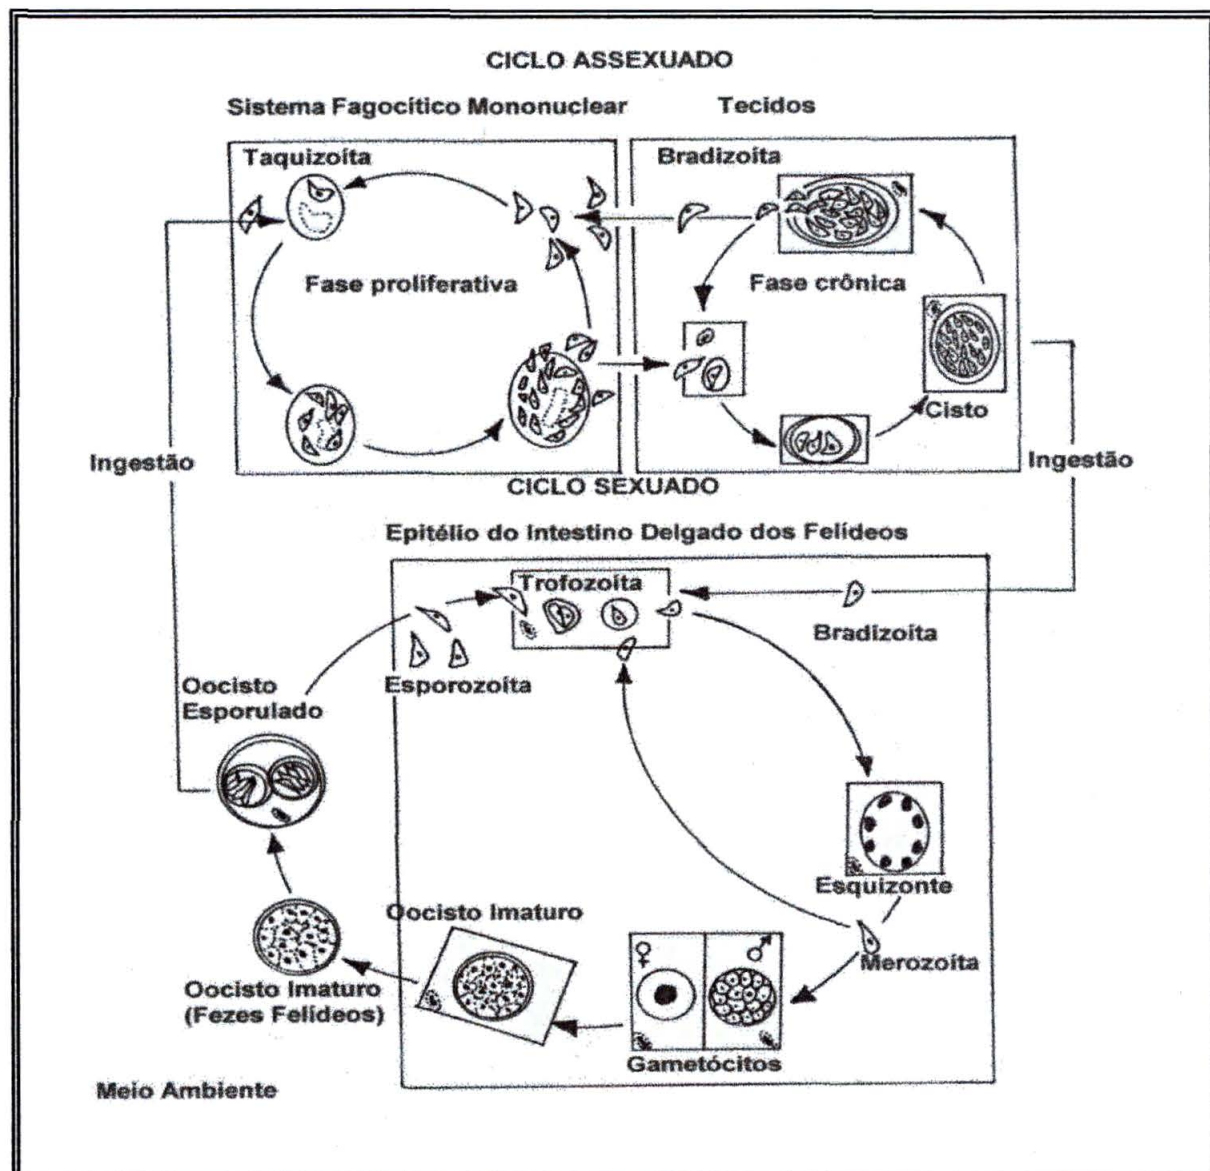 CICLO ASSEXUADO
Sistema Fagocítico Mononuclear
Tecidos
Taquizoíta
Bradizoíta
Fase proliferativa
Fase crônica
Cisto
Ingestão
Ingestão
CICLO SEXUADO
Epitélio do Intestino Delgado dos Felídeos
Trofozoíta
Bradizoíta
Esporozoíta
Oocisto
Esporulado
Esquizonte
Oocisto Imaturo
Merozoíta
Oocisto Imaturo
(Fezes Felídeos)
Gametócitos
Meio Ambiente